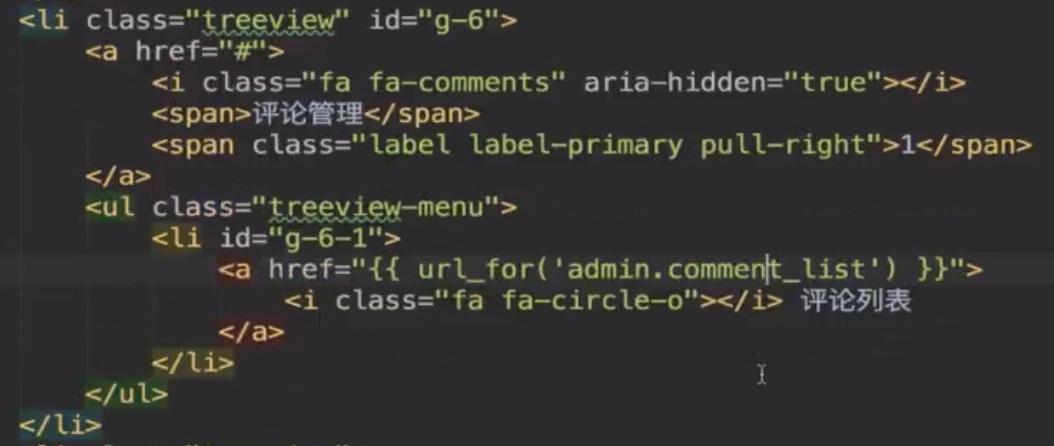 <li class="treeview" id="g-6">
<a href="#">
<i class="fa fa-comments" aria-hidden="true"></i>
<span>评论管理</span>
<span class="label label-primary pull-right">1</span>
</a>
<ul class="treeview-menu">
<li id="g-6-1">
<a href="{{ url_for('admin.comment_list') }}">
<i class="fa fa-circle-o"></i> 评论列表
</a>
</li>
</ul>
</li>